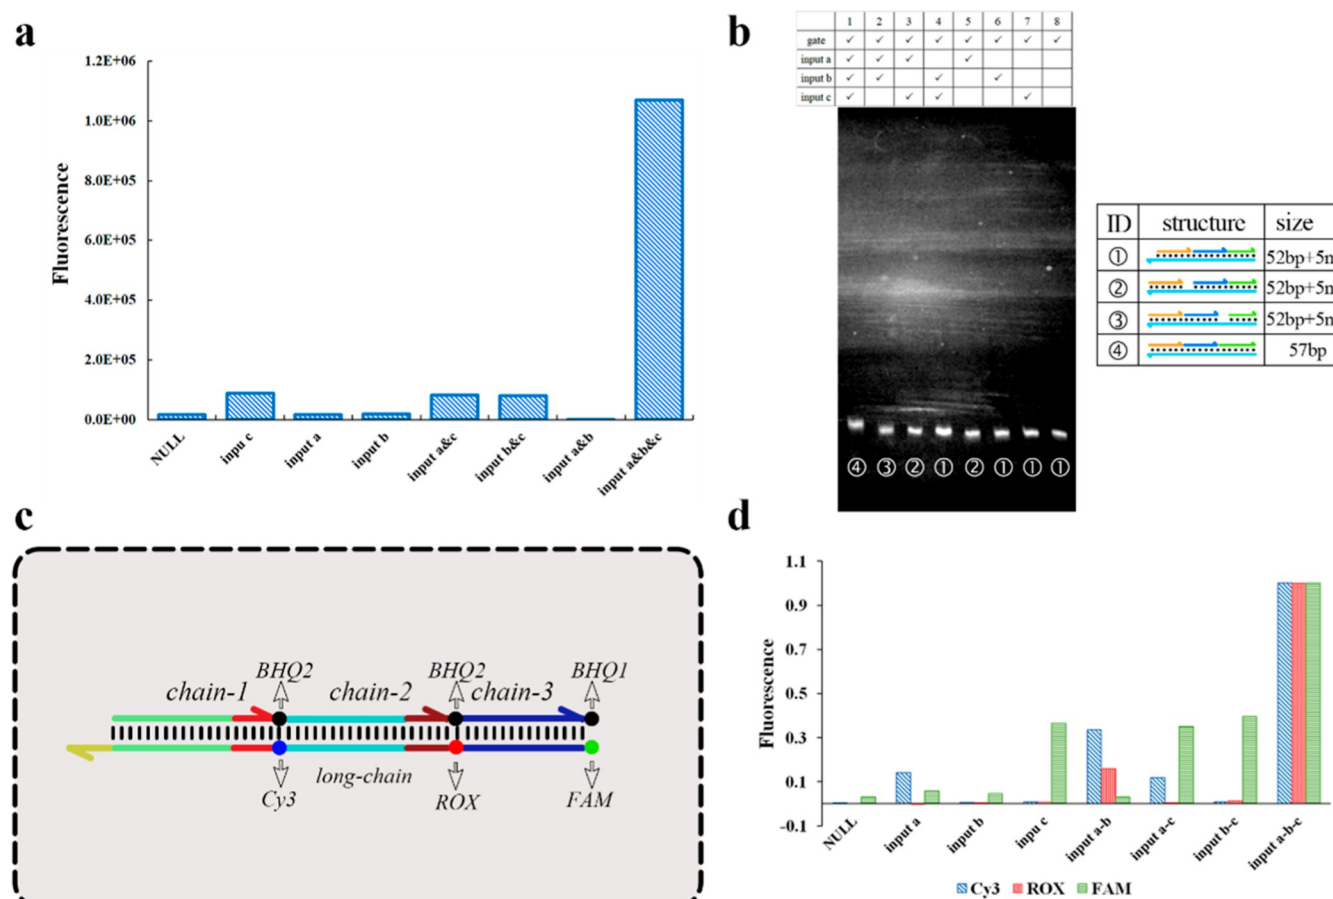 a
Fluorescence
1.2E+06
1.0E+06
8.0E+05
6.0E+05
4.0E+05
2.0E+05
0.0E+00
NULL
inpu c
input a
input b
input a&c
input b&c
input a&b
input a&b&c
b
1 2 3 4 5 6 7 8
gate ✓ ✓ ✓ ✓ ✓ ✓ ✓ ✓
input a ✓ ✓ ✓ ✓
input b ✓ ✓ ✓ ✓
input c ✓ ✓ ✓ ✓
④ ③ ② ① ② ① ① ①
ID structure size
① 52bp+5n
② 52bp+5n
③ 52bp+5n
④ 57bp
c
BHQ2 BHQ2 BHQ1
chain-1 chain-2 chain-3
long-chain
Cy3 ROX FAM
d
Fluorescence
1.1
0.9
0.7
0.5
0.3
0.1
-0.1
NULL
input a
input b
inpu c
input a-b
input a-c
input b-c
input a-b-c
Cy3 ROX FAM